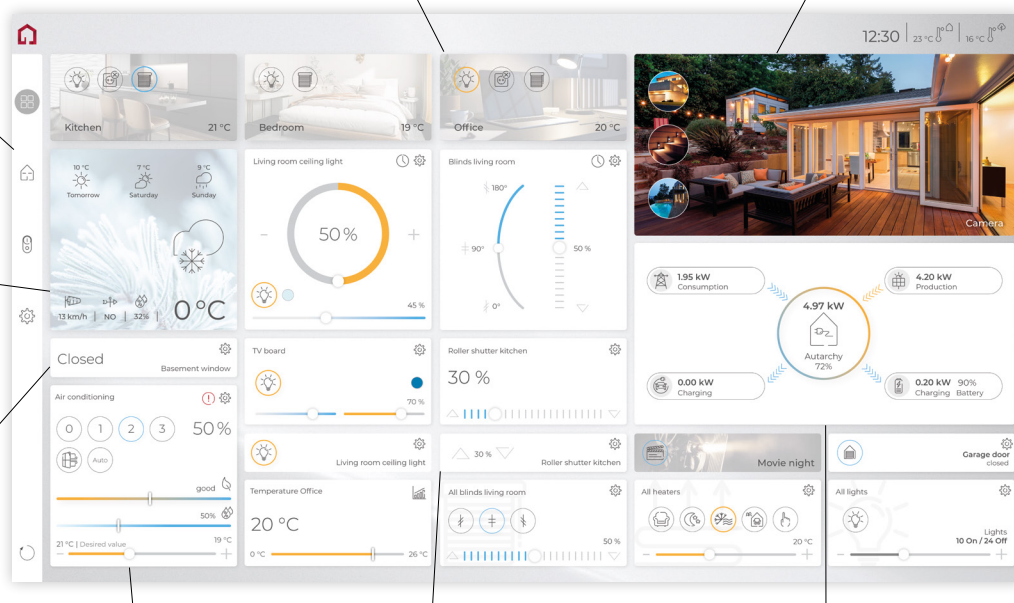 12:30
23 °C
16 °C
Kitchen
21 °C
Bedroom
19 °C
Office
20 °C
Camera
10 °C
Tomorrow
7 °C
Saturday
9 °C
Sunday
13 km/h
NO
32%
0 °C
Living room ceiling light
50 %
45 %
Blinds living room
180°
90°
0°
50 %
1.95 kW
Consumption
4.20 kW
Production
4.97 kW
Autarchy
72%
0.00 kW
Charging
0.20 kW 90%
Charging Battery
Closed
Basement window
TV board
70 %
Roller shutter kitchen
30 %
Air conditioning
0
1
2
3
50 %
Auto
good
50%
21 °C | Desired value
19 °C
Living room ceiling light
30 %
Roller shutter kitchen
Movie night
Garage door
closed
Temperature Office
20 °C
0 °C
26 °C
All blinds living room
50 %
All heaters
20 °C
All lights
Lights
10 On / 24 Off